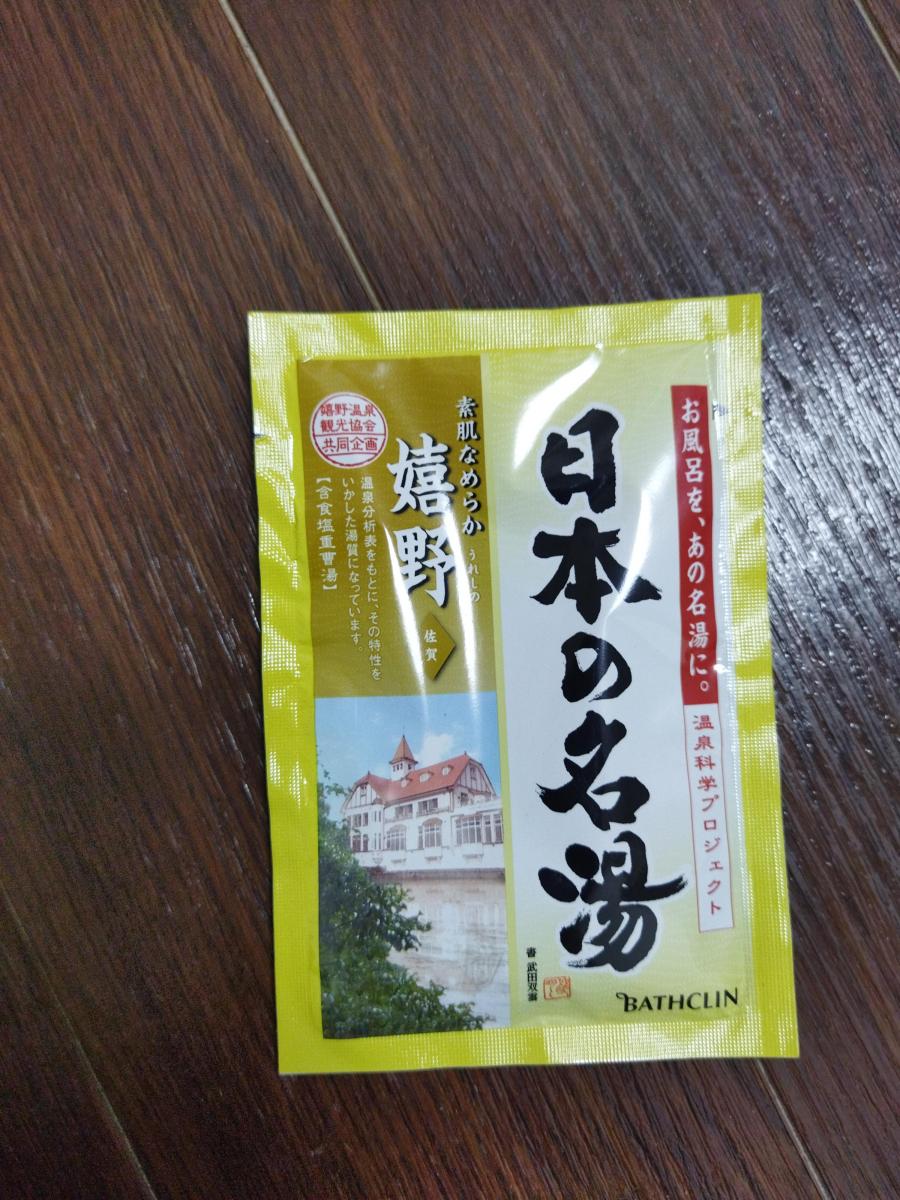 お風呂を、あの名湯に。
温泉科学プロジェクト
日本の名湯
書 武田双雲
BATHCLIN
素肌なめらか
うれしの
嬉野
佐賀
温泉分析表をもとに、その特性を
いかした湯質になっています。
【含食塩重曹湯】
嬉野温泉
観光協会
共同企画